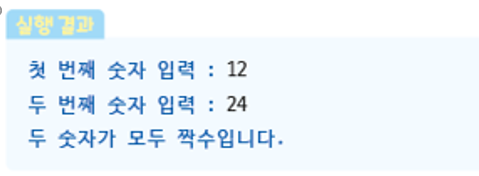 실행 결과
첫 번째 숫자 입력 : 12
두 번째 숫자 입력 : 24
두 숫자가 모두 짝수입니다.